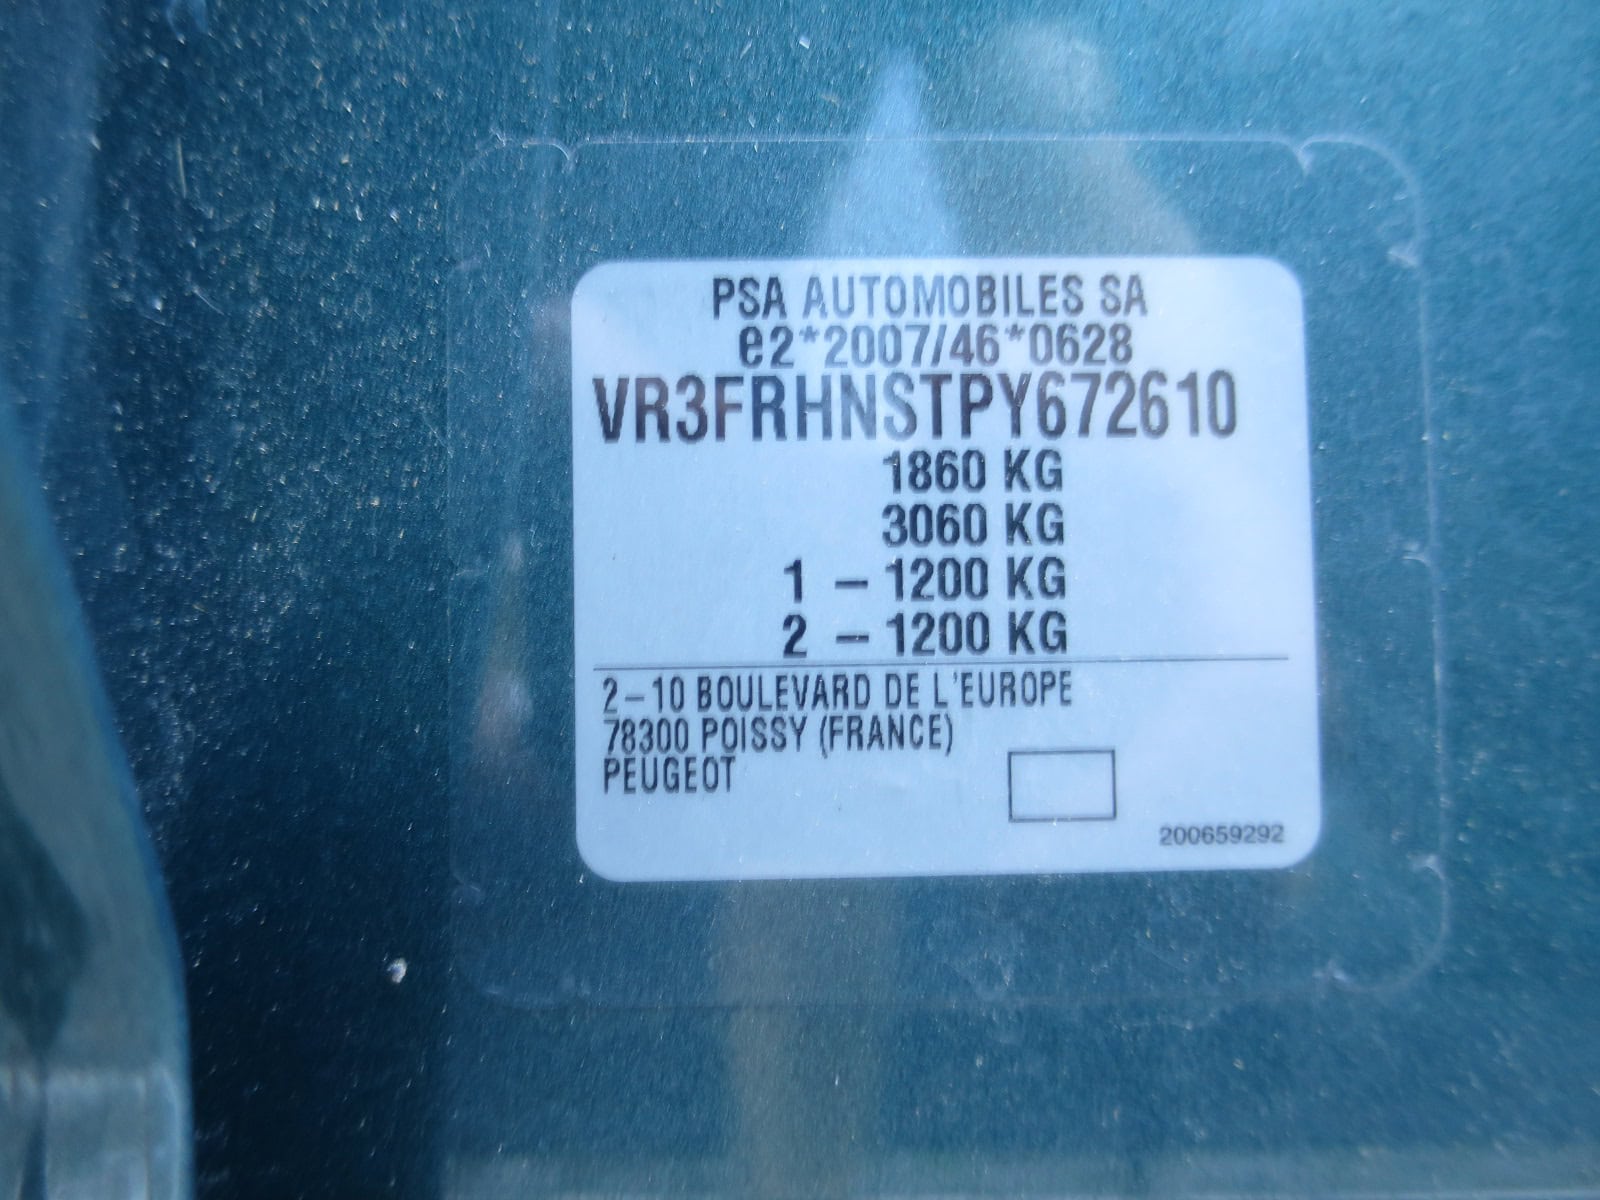 PSA AUTOMOBILES SA
e2*2007/46*0628
VR3FRHNSTPY672610
1860 KG
3060 KG
1 – 1200 KG
2 – 1200 KG
2–10 BOULEVARD DE L'EUROPE
78300 POISSY (FRANCE)
PEUGEOT
200659292